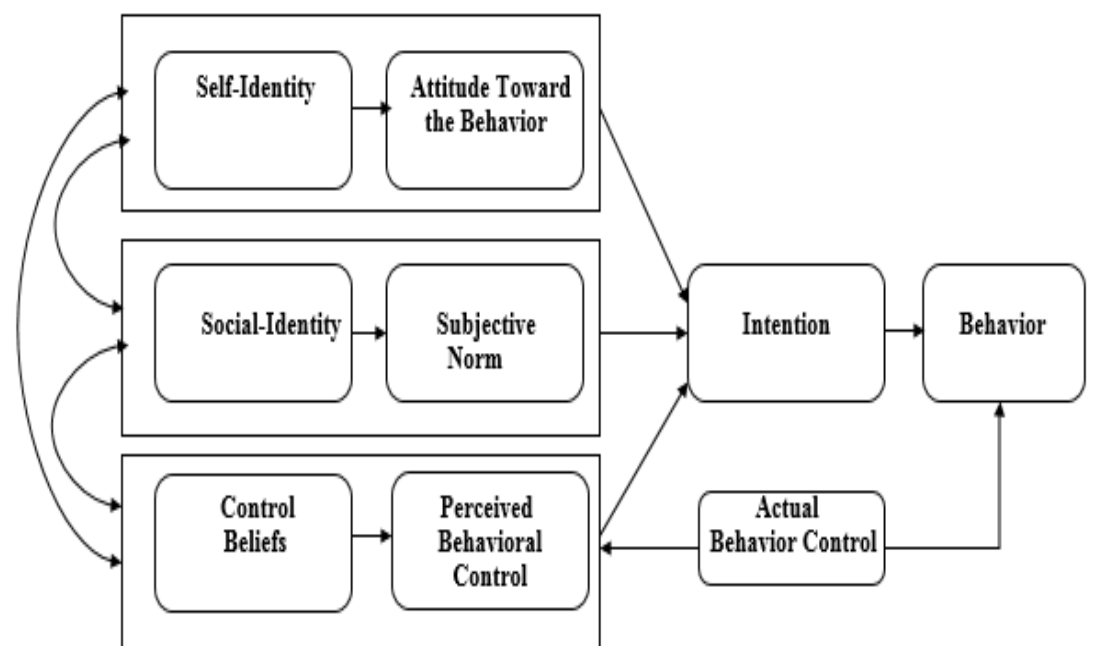 Self-Identity
Attitude Toward
the Behavior
Social-Identity
Subjective
Norm
Intention
Behavior
Control
Beliefs
Perceived
Behavioral
Control
Actual
Behavior Control